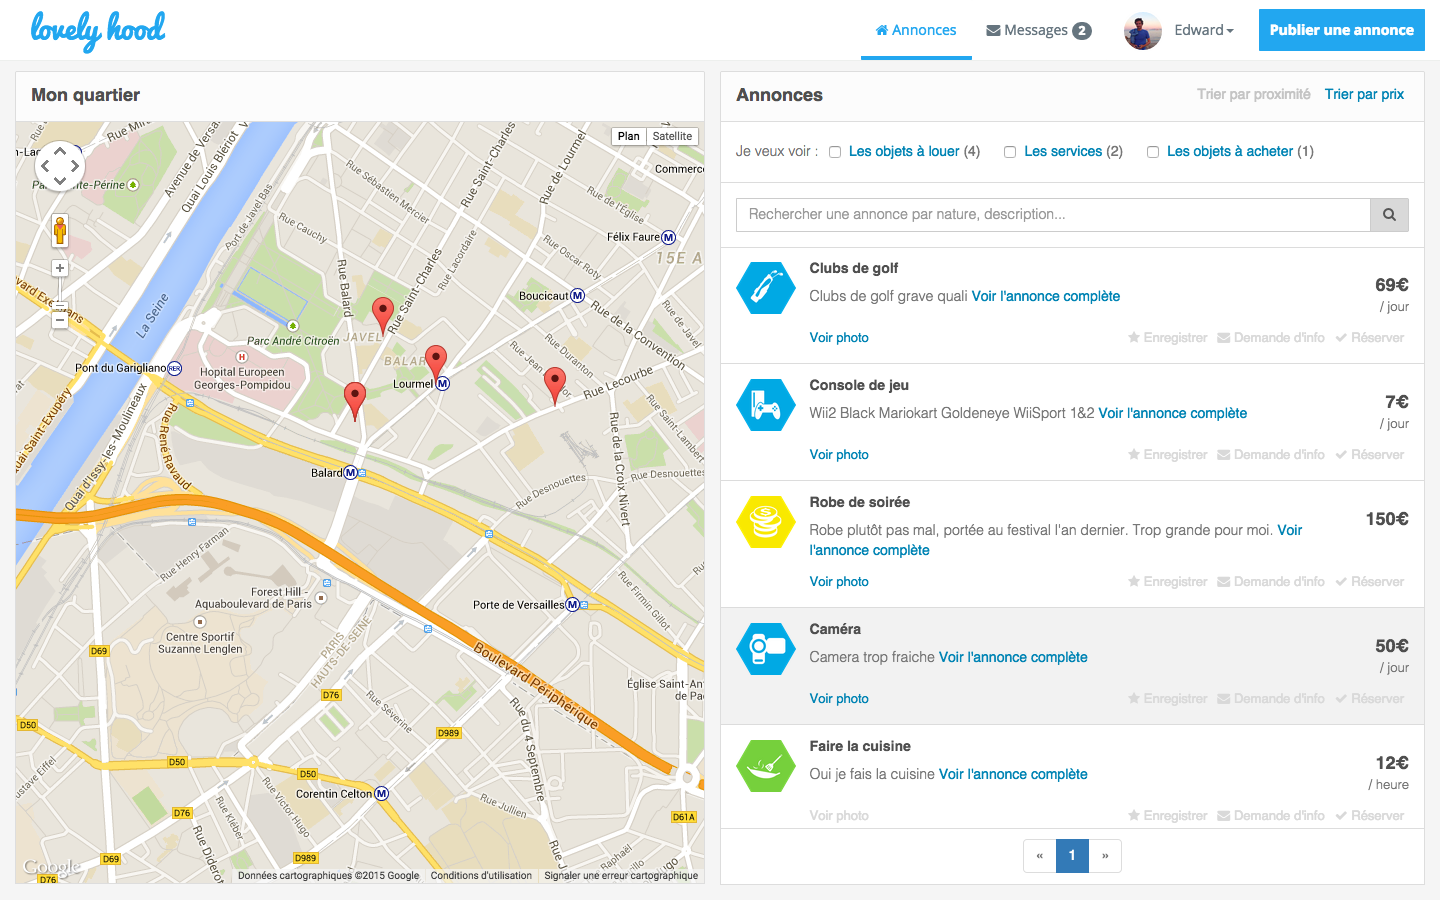 lovely hood
Annonces
Messages 2
Edward
Publier une annonce
Mon quartier
Plan
Satellite
Rue Saint-Charles
Rue de Lourmel
Commerce
Avenue de Versa
Quai Louis Blériot
Port de Javel Bas
Rue Sébastien Mercier
Rue de l'Église
Rue Cauchy
Félix Faure
15E A
Rue Balard
Rue Saint-Charles
Rue Lacordaire
Rue Oscar Roty
Boucicaut
Rue de la Convention
Rue de Javel
La Seine
Parc André Citroën
JAVEL
BALAR
Rue Duranton
Pont du Garigliano
Hopital Europeen
Georges-Pompidou
Lourmel
Rue Lecourbe
Quai Saint-Exupéry
Quai d'Issy-les-Moulineaux
Rue René Ravaud
Rue de la Croix Nivert
Rue Saint-Lambert
Balard
Rue Desnouettes
Rue Desnouettes
Rue Henry Farman
Forest Hill -
Aquaboulevard de Paris
Porte de Versailles
Rue Firmin Gillot
Centre Sportif
Suzanne Lenglen
PARIS
HAUTS-DE-SEINE
Boulevard Périphérique
D69
Église Saint-An
de Pa
D76
D50
Rue Séverine
D989
Rue du 4 Septembre
D50
D50
Corentin Celton
D76
Rue Kléber
Rue Victor Hugo
Rue Jullien
D61A
Rue Diderot
Raphaël
D69
D989
D76
Google
Données cartographiques ©2015 Google
Conditions d'utilisation
Signaler une erreur cartographique
Annonces
Trier par proximité
Trier par prix
Je veux voir :
Les objets à louer (4)
Les services (2)
Les objets à acheter (1)
Rechercher une annonce par nature, description...
Clubs de golf
69€
Clubs de golf grave quali Voir l'annonce complète
/ jour
Voir photo
Enregistrer
Demande d'info
Réserver
Console de jeu
7€
Wii2 Black Mariokart Goldeneye WiiSport 1&2 Voir l'annonce complète
/ jour
Voir photo
Enregistrer
Demande d'info
Réserver
Robe de soirée
150€
Robe plutôt pas mal, portée au festival l'an dernier. Trop grande pour moi. Voir
l'annonce complète
Voir photo
Enregistrer
Demande d'info
Réserver
Caméra
50€
Camera trop fraiche Voir l'annonce complète
/ jour
Voir photo
Enregistrer
Demande d'info
Réserver
Faire la cuisine
12€
Oui je fais la cuisine Voir l'annonce complète
/ heure
Voir photo
Enregistrer
Demande d'info
Réserver
«
1
»